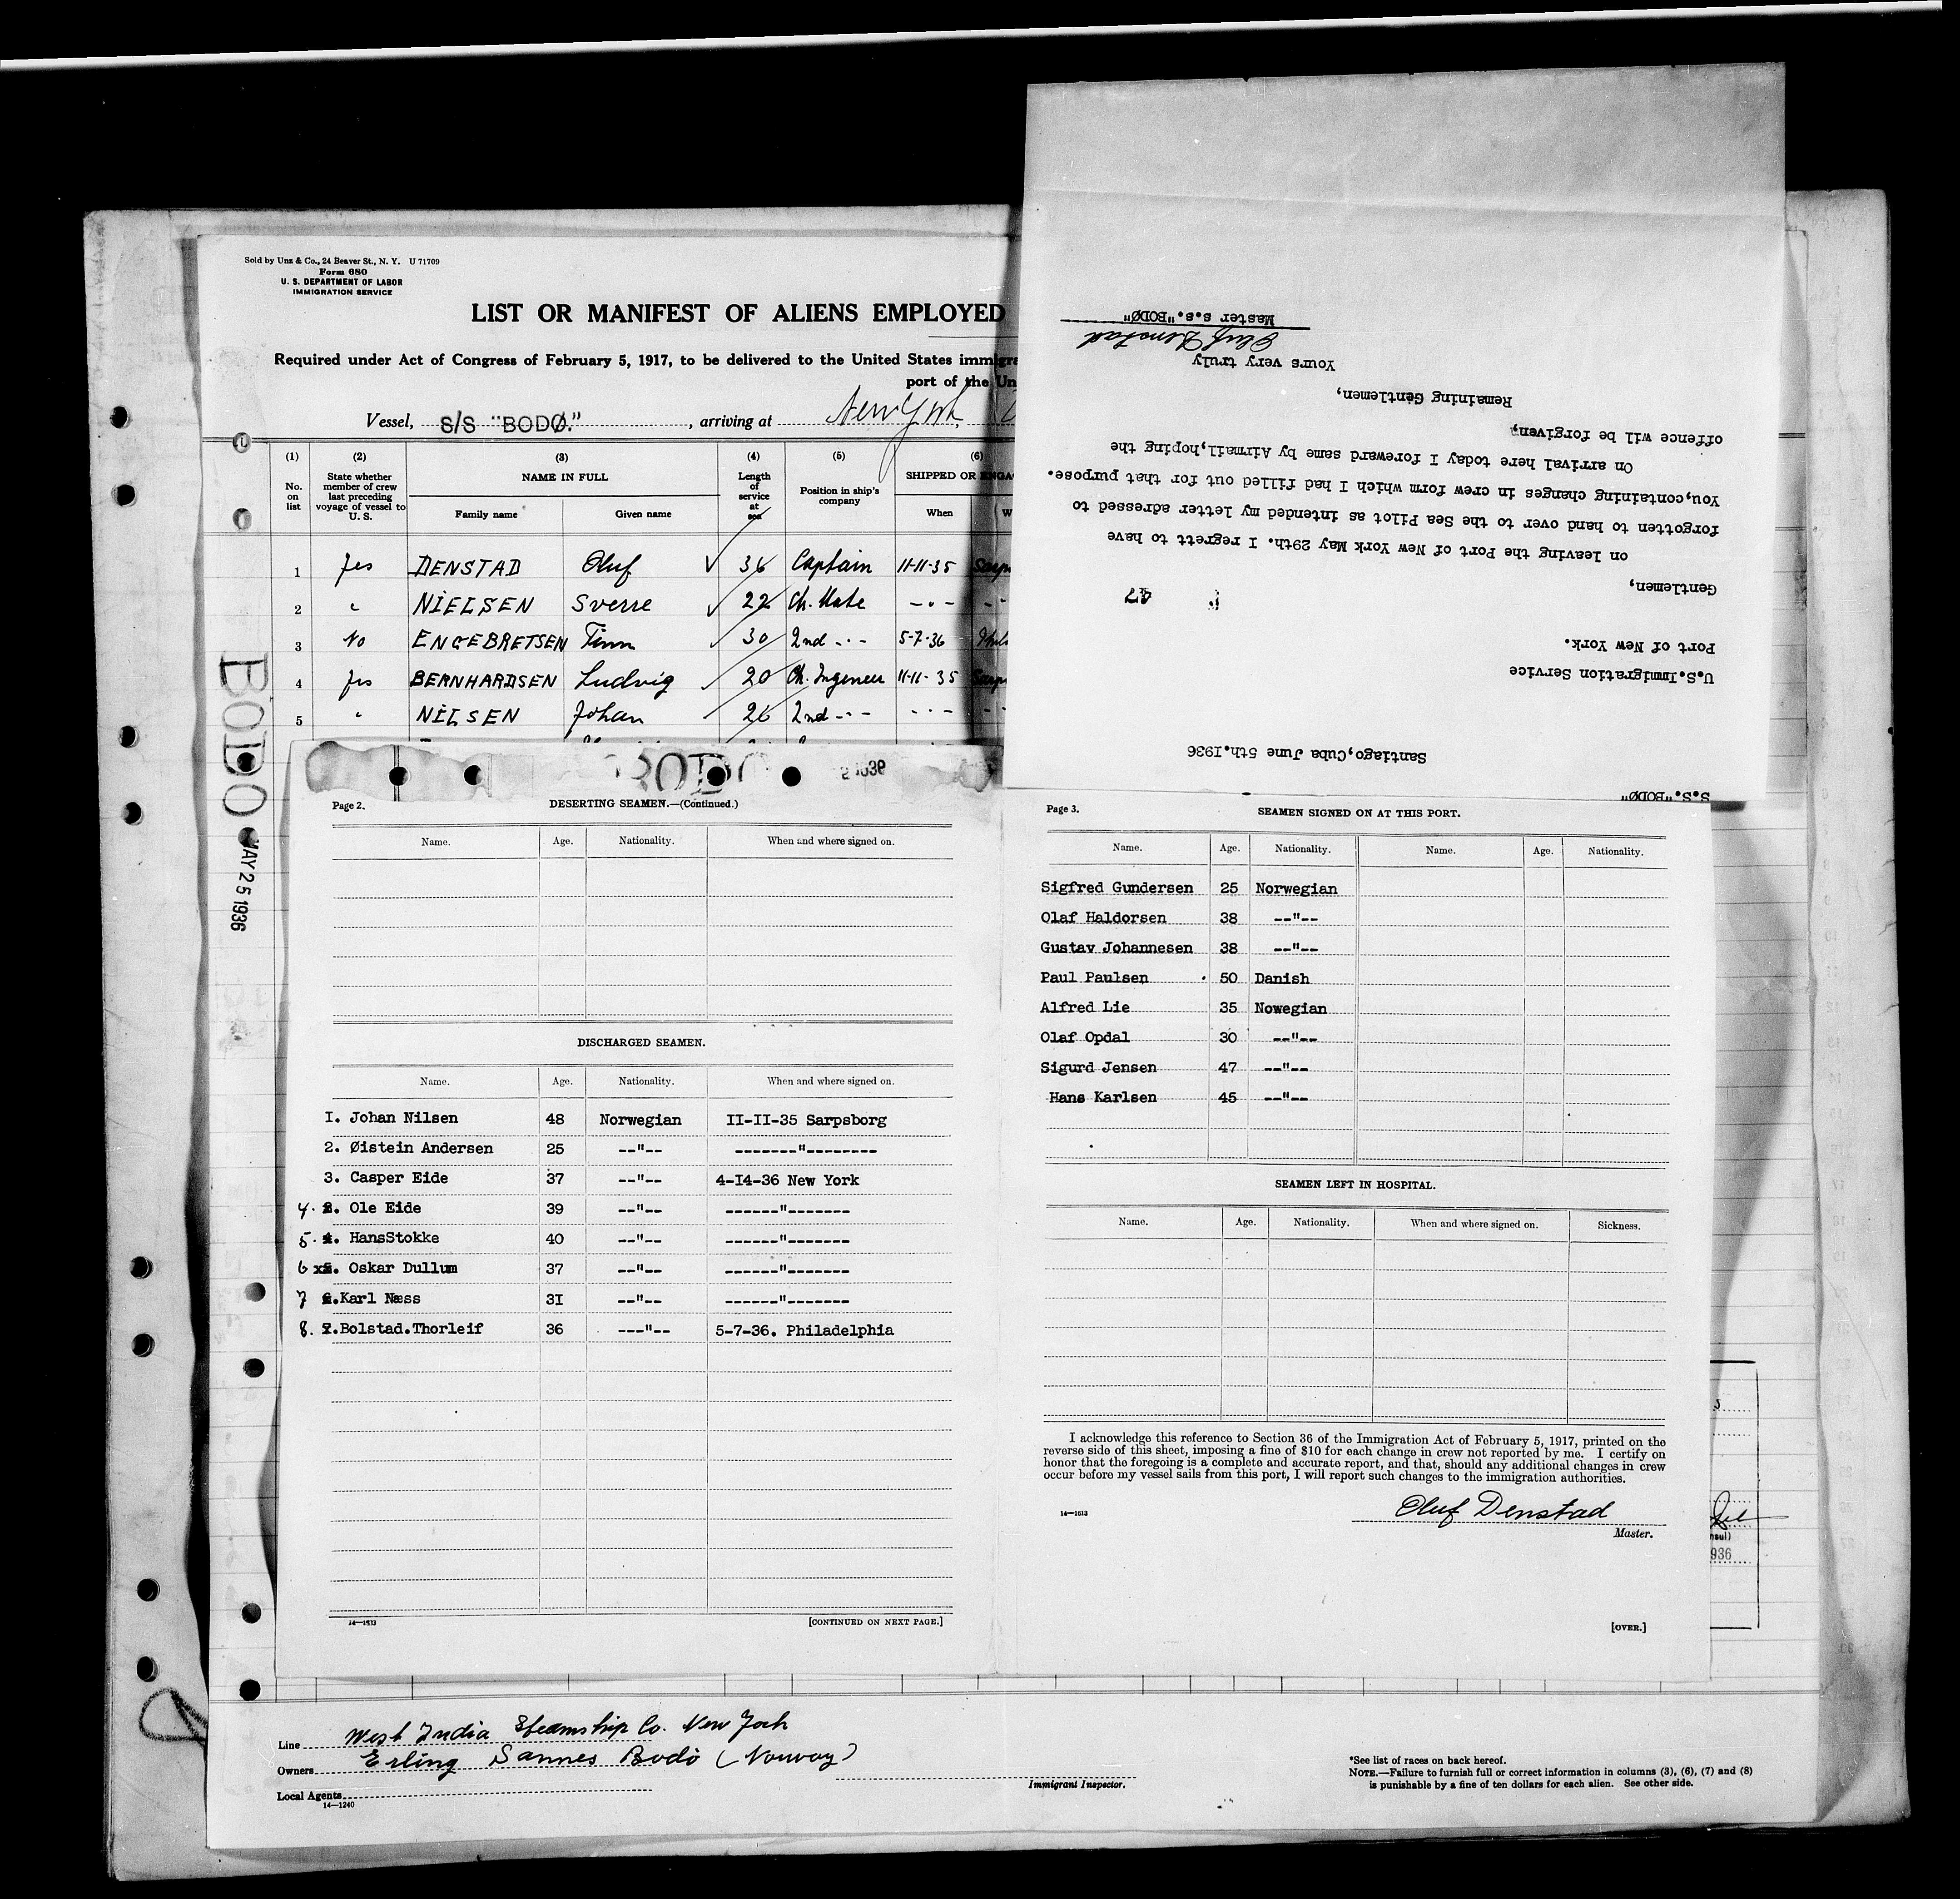 Sold by Unz & Co., 24 Beaver St., N. Y. U 71709
Form 680
U. S. DEPARTMENT OF LABOR
IMMIGRATION SERVICE
LIST OR MANIFEST OF ALIENS EMPLOYED
Required under Act of Congress of February 5, 1917, to be delivered to the United States immigra
port of the Un
Vessel, S/S "BODØ." , arriving at New York,
(1) (2) (3) (4) (5) (6)
No. on list State whether member of crew last preceding voyage of vessel to U. S. NAME IN FULL Length of service at sea Position in ship's company SHIPPED OR ENGA
Family name Given name When W
1 Yes DENSTAD Oluf 36 Captain 11-11-35 Sarp
2 " NIELSEN Sverre 22 Ch. Mate -"-
3 No ENGEBRETSEN Finn 30 2nd -"- 5-7-36 Phil
4 Yes BERNHARDSEN Ludvig 20 Ch. Ingeneer 11-11-35 Sarp
5 " NILSEN Johan 26 2nd -"- -"-
BODO
MAY 25 1936
S.S."BODØ"
Santiago,Cuba June 5th.I936
U.S.Immigration Service
Port of New York.
47
Gentlemen,
on leaving the Port of New York May 29th. I regrett to have
forgotten to hand over to the Sea Pilot as intended my letter adressed to
You,containing changes in crew form which I had filled out for that purpose.
On arrival here today I foreward same by Airmail,hoping the
offence will be forgiven,
Remaining Gentlemen,
Yours very truly
Oluf Denstad
Master s.s."BODØ"
Page 2.
DESERTING SEAMEN.—(Continued.)
Name. Age. Nationality. When and where signed on.
DISCHARGED SEAMEN.
Name. Age. Nationality. When and where signed on.
I. Johan Nilsen 48 Norwegian II-II-35 Sarpsborg
2. Øistein Andersen 25 --"-- -------"--------
3. Casper Eide 37 --"-- 4-I4-36 New York
4. Ole Eide 39 --"-- ------"-------
5. HansStokke 40 --"-- ------"-------
6 Oskar Dullum 37 --"-- ------"-------
7 Karl Næss 3I --"-- ------"-------
8. Bolstad.Thorleif 36 ---"-- 5-7-36. Philadelphia
14—1513
[CONTINUED ON NEXT PAGE.]
Page 3.
SEAMEN SIGNED ON AT THIS PORT.
Name. Age. Nationality. Name. Age. Nationality.
Sigfred Gundersen 25 Norwegian
Olaf Haldorsen 38 --"--
Gustav Johannesen 38 --"--
Paul Paulsen 50 Danish
Alfred Lie 35 Nowegian
Olaf Opdal 30 --"--
Sigurd Jensen 47 --"--
Hans Karlsen 45 --"--
SEAMEN LEFT IN HOSPITAL.
Name. Age. Nationality. When and where signed on. Sickness.
I acknowledge this reference to Section 36 of the Immigration Act of February 5, 1917, printed on the
reverse side of this sheet, imposing a fine of $10 for each change in crew not reported by me. I certify on
honor that the foregoing is a complete and accurate report, and that, should any additional changes in crew
occur before my vessel sails from this port, I will report such changes to the immigration authorities.
14—1513
Oluf Denstad
Master.
[OVER.]
936
Line West India Steamship Co. New York
Owners Erling Sannes Bodö (Norway)
Local Agents
14—1240
Immigrant Inspector.
*See list of races on back hereof.
NOTE.—Failure to furnish full or correct information in columns (3), (6), (7) and (8)
is punishable by a fine of ten dollars for each alien. See other side.